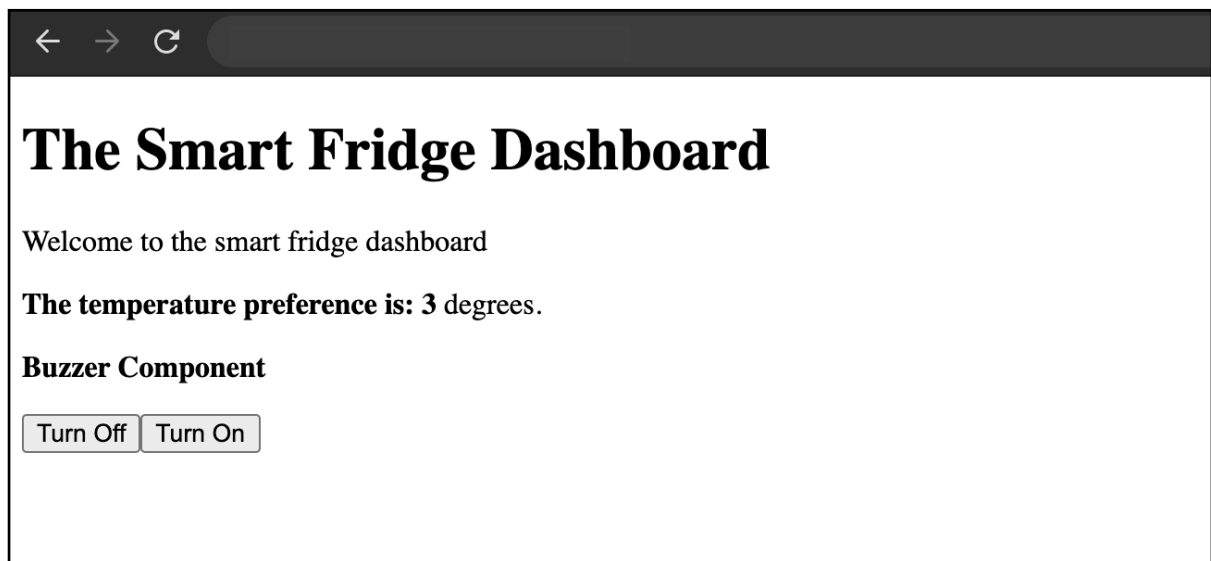 The Smart Fridge Dashboard
Welcome to the smart fridge dashboard
The temperature preference is: 3 degrees.
Buzzer Component
Turn Off Turn On